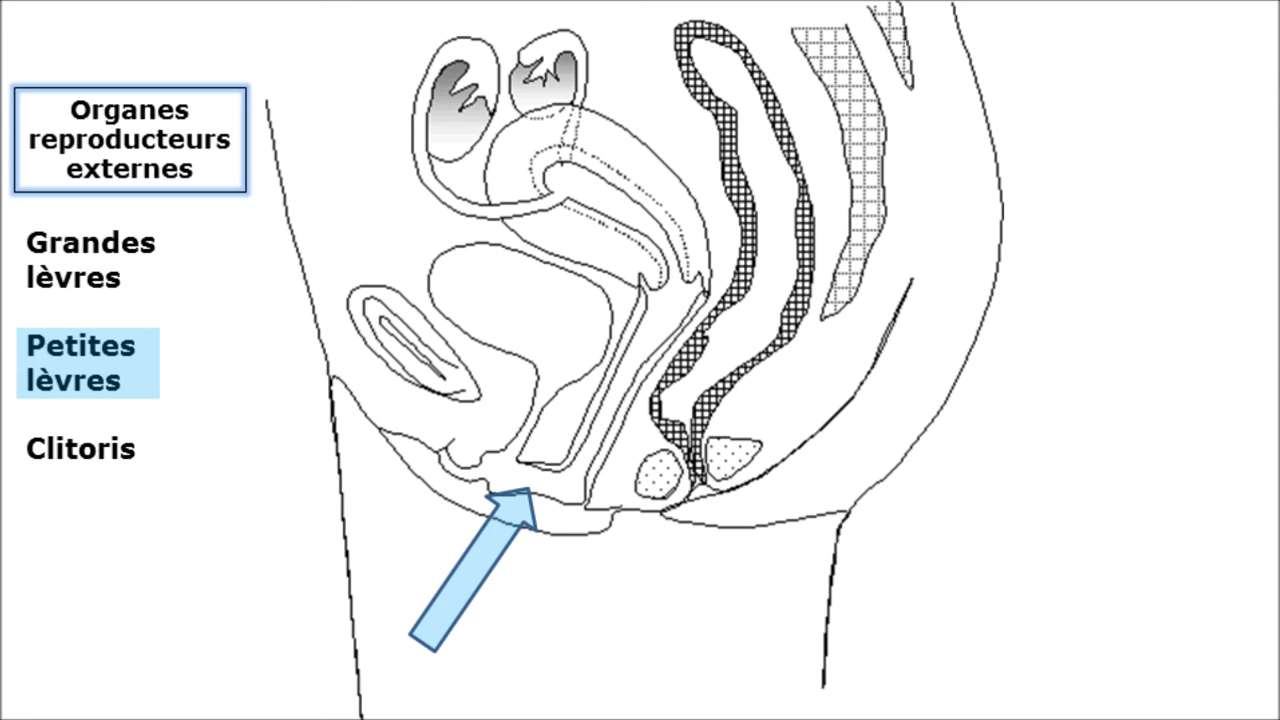 Organes
reproducteurs
externes
Grandes
lèvres
Petites
lèvres
Clitoris